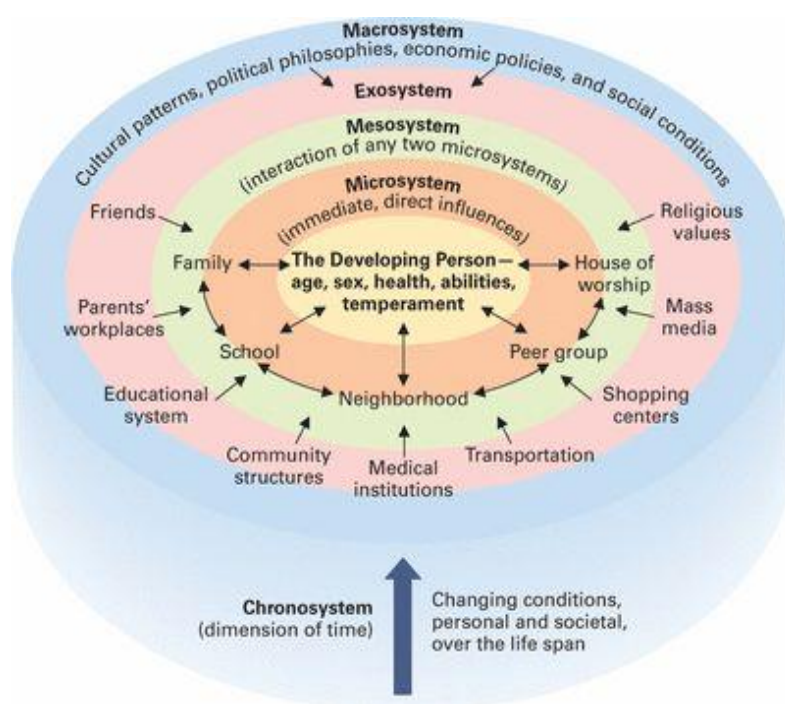 Macrosystem
Cultural patterns, political philosophies, economic policies, and social conditions
Exosystem
Mesosystem
(interaction of any two microsystems)
Microsystem
(immediate, direct influences)
Friends
Religious
values
Family
The Developing Person—
age, sex, health, abilities,
temperament
House of
worship
Parents'
workplaces
Mass
media
School
Peer group
Educational
system
Neighborhood
Shopping
centers
Community
structures
Medical
institutions
Transportation
Chronosystem
(dimension of time)
Changing conditions,
personal and societal,
over the life span